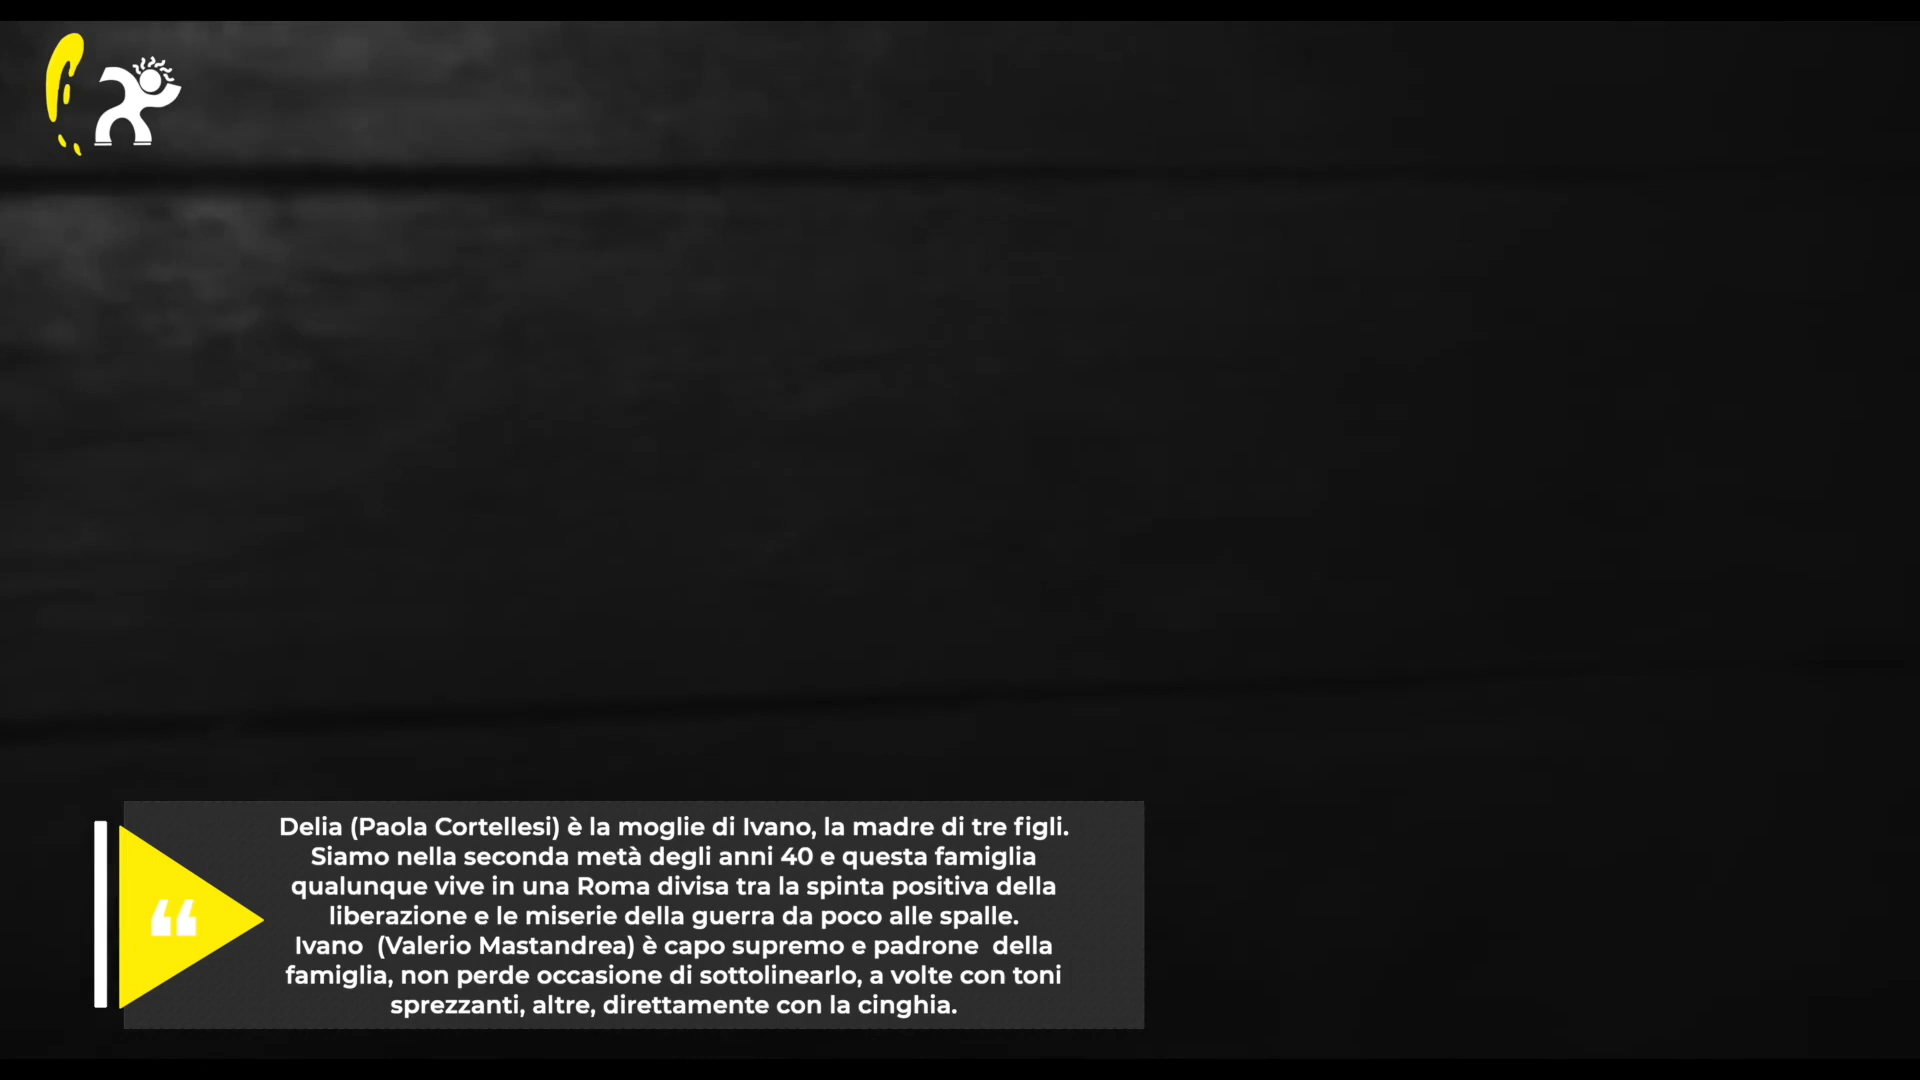 Delia (Paola Cortellesi) è la moglie di Ivano, la madre di tre figli.
Siamo nella seconda metà degli anni 40 e questa famiglia
qualunque vive in una Roma divisa tra la spinta positiva della
liberazione e le miserie della guerra da poco alle spalle.
Ivano  (Valerio Mastandrea) è capo supremo e padrone  della
famiglia, non perde occasione di sottolinearlo, a volte con toni
sprezzanti, altre, direttamente con la cinghia.